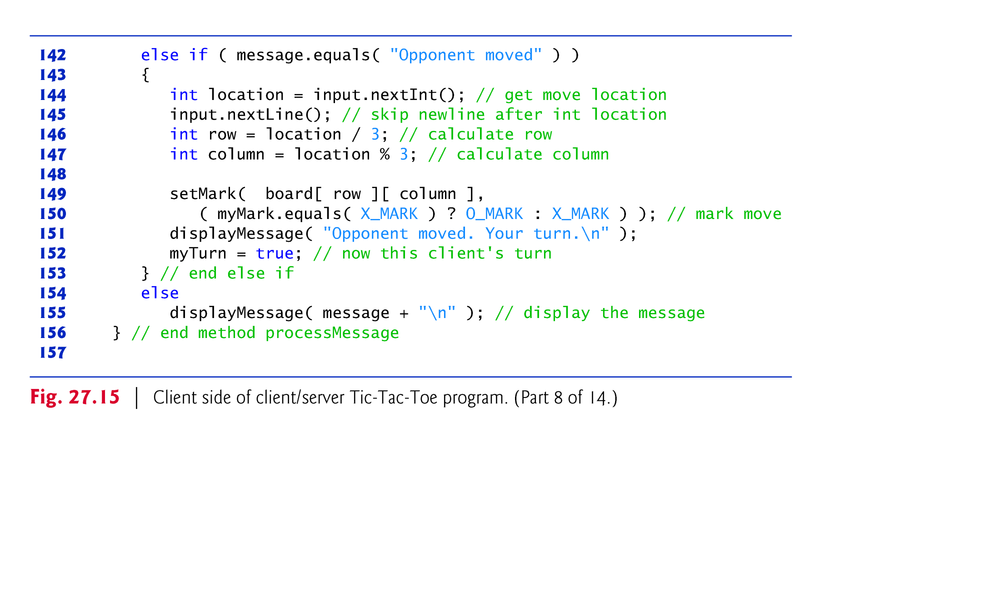 142 else if ( message.equals( "Opponent moved" ) )
143 {
144 int location = input.nextInt(); // get move location
145 input.nextLine(); // skip newline after int location
146 int row = location / 3; // calculate row
147 int column = location % 3; // calculate column
148
149 setMark(  board[ row ][ column ],
150 ( myMark.equals( X_MARK ) ? O_MARK : X_MARK ) ); // mark move
151 displayMessage( "Opponent moved. Your turn.\n" );
152 myTurn = true; // now this client's turn
153 } // end else if
154 else
155 displayMessage( message + "\n" ); // display the message
156 } // end method processMessage
157
Fig. 27.15 | Client side of client/server Tic-Tac-Toe program. (Part 8 of 14.)